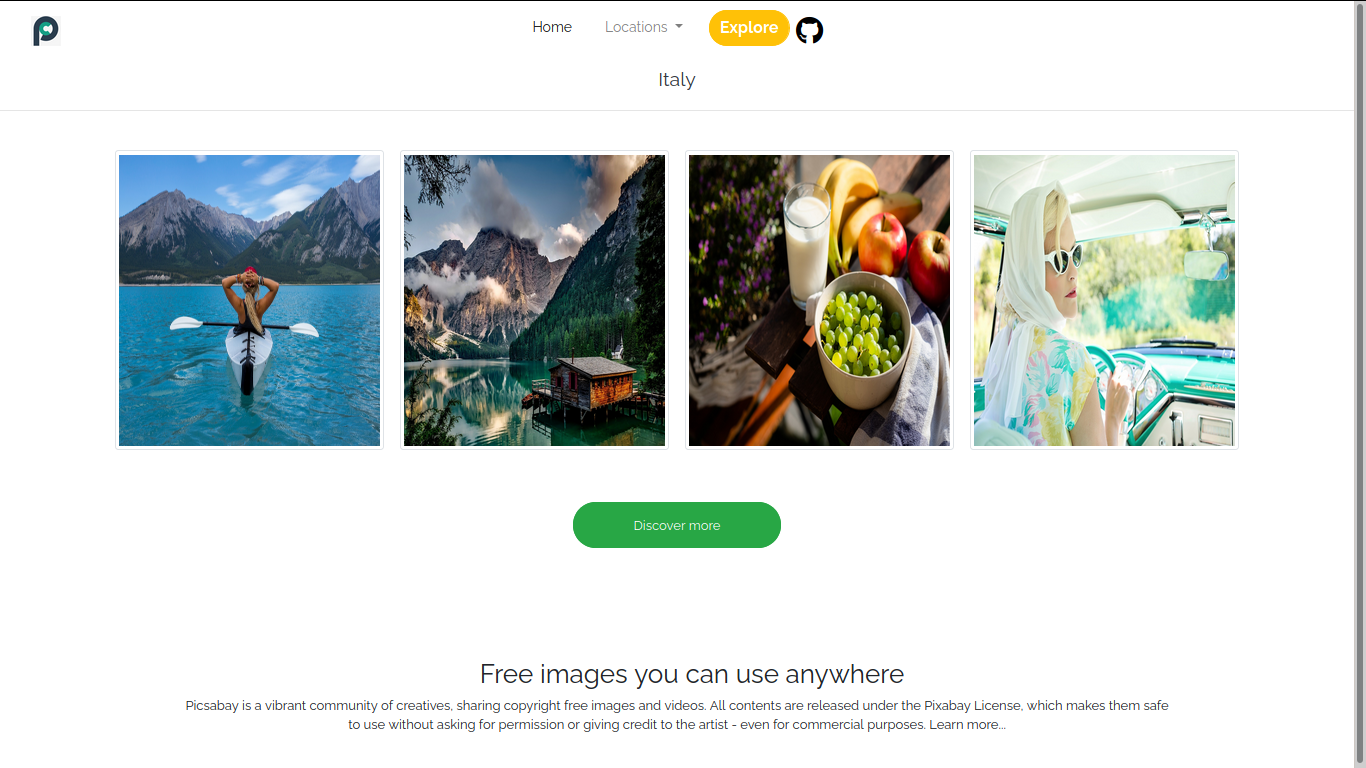 Home
Locations
Explore
Italy
Discover more
Free images you can use anywhere
Picsabay is a vibrant community of creatives, sharing copyright free images and videos. All contents are released under the Pixabay License, which makes them safe
to use without asking for permission or giving credit to the artist - even for commercial purposes. Learn more...